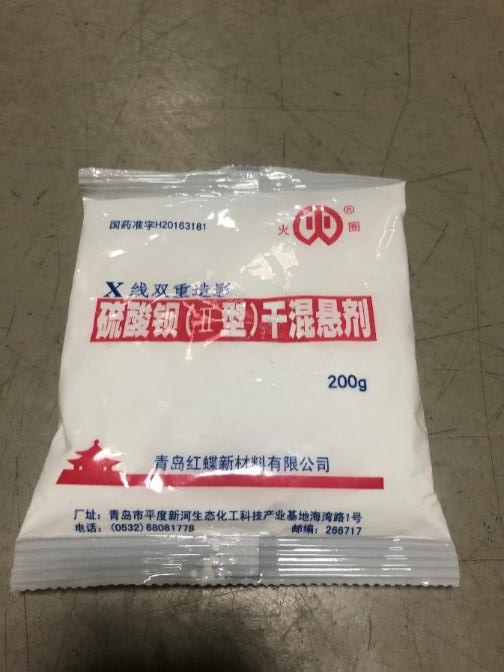 国药准字H20163181
火 ® 圈
X线双重造影
硫酸钡(Ⅱ型)干混悬剂
200g
青岛红蝶新材料有限公司
厂址：青岛市平度新河生态化工科技产业基地海湾路1号
电话：(0532)68081778 邮编：266717